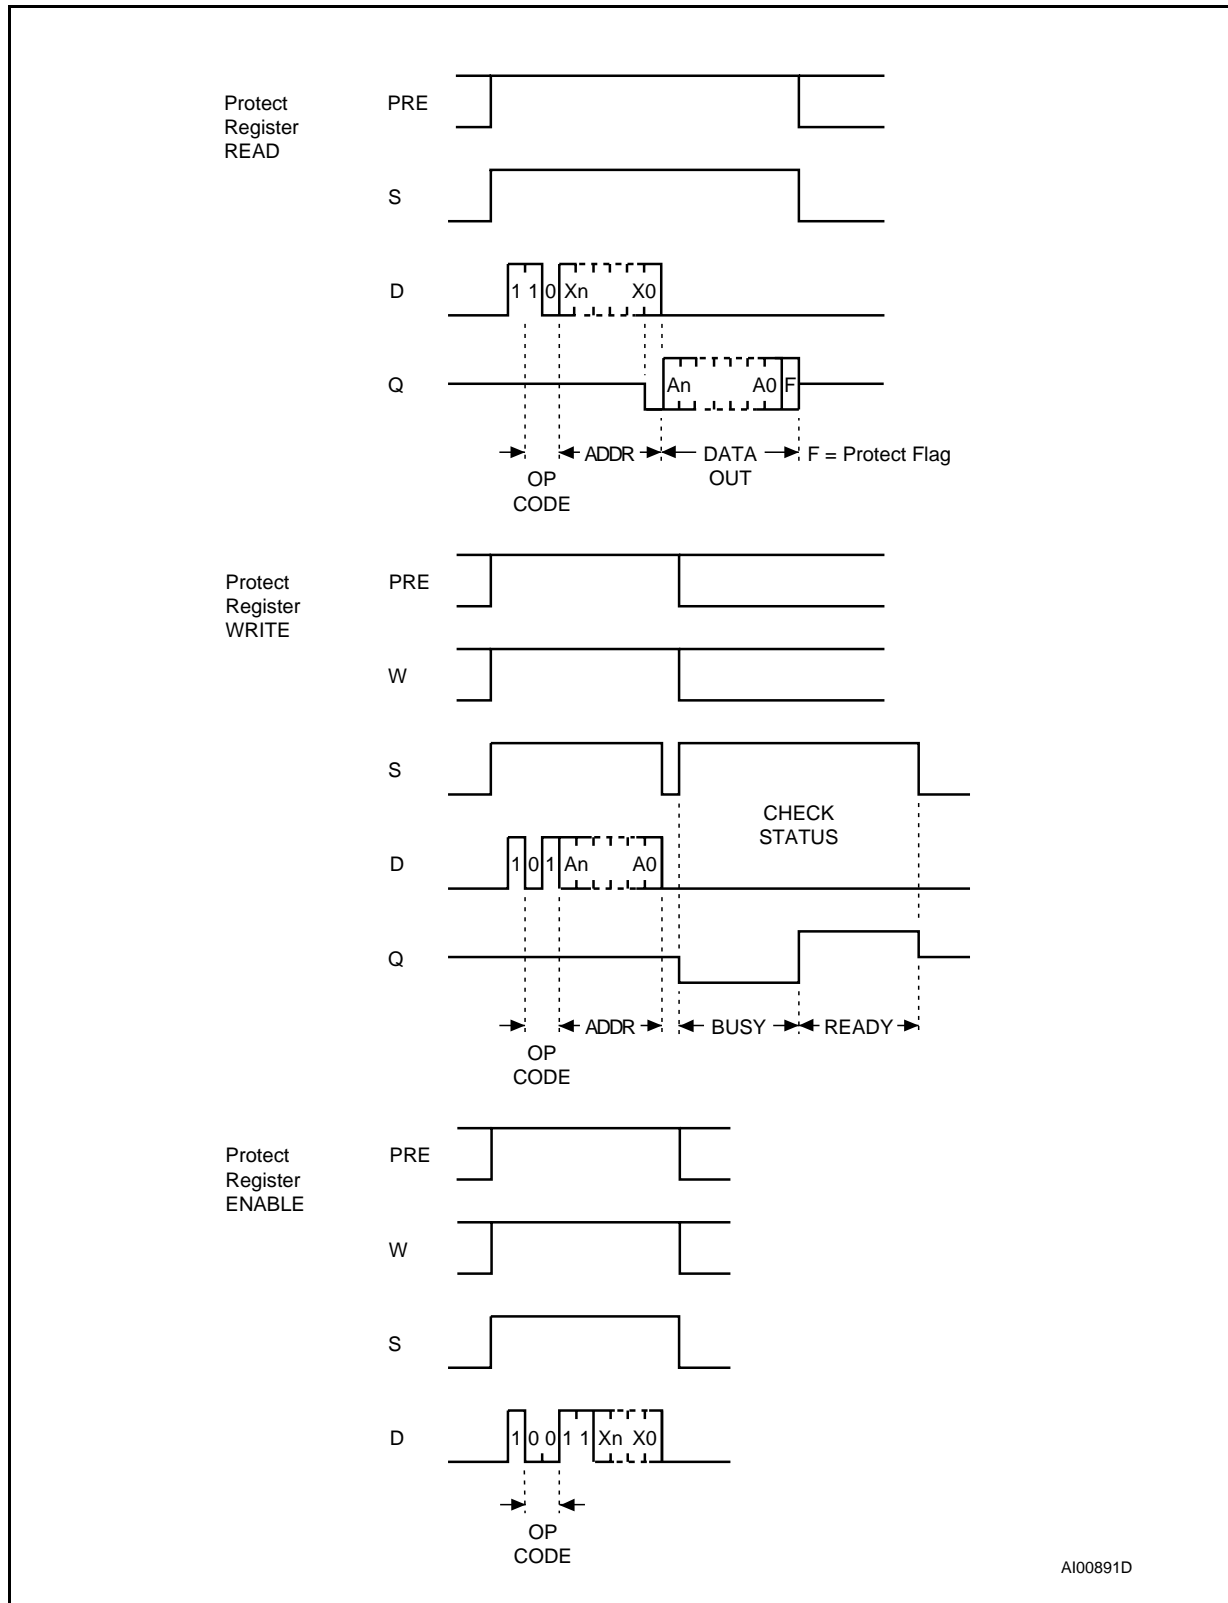 Protect
Register
READ
PRE
S
D
1 1 0 Xn X0
Q
An A0 F
ADDR
DATA
OUT
F = Protect Flag
OP
CODE
Protect
Register
WRITE
PRE
W
S
CHECK
STATUS
D
1 0 1 An A0
Q
ADDR
BUSY
READY
OP
CODE
Protect
Register
ENABLE
PRE
W
S
D
1 0 0 1 1 Xn X0
OP
CODE
AI00891D